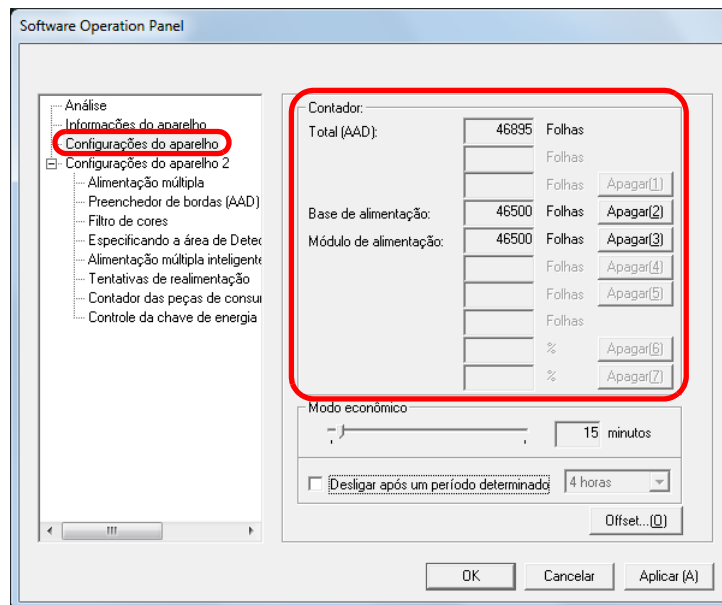 Software Operation Panel
Análise
Informações do aparelho
Configurações do aparelho
Configurações do aparelho 2
Alimentação múltipla
Preenchedor de bordas (AAD)
Filtro de cores
Especificando a área de Detec
Alimentação múltipla inteligente
Tentativas de realimentação
Contador das peças de consu
Controle da chave de energia
Contador:
Total (AAD): 46895 Folhas
Folhas
Folhas Apagar(1)
Base de alimentação: 46500 Folhas Apagar(2)
Módulo de alimentação: 46500 Folhas Apagar(3)
Folhas Apagar(4)
Folhas Apagar(5)
Folhas
% Apagar(6)
% Apagar(7)
Modo econômico
15 minutos
Desligar após um período determinado 4 horas
Offset...(O)
OK Cancelar Aplicar (A)